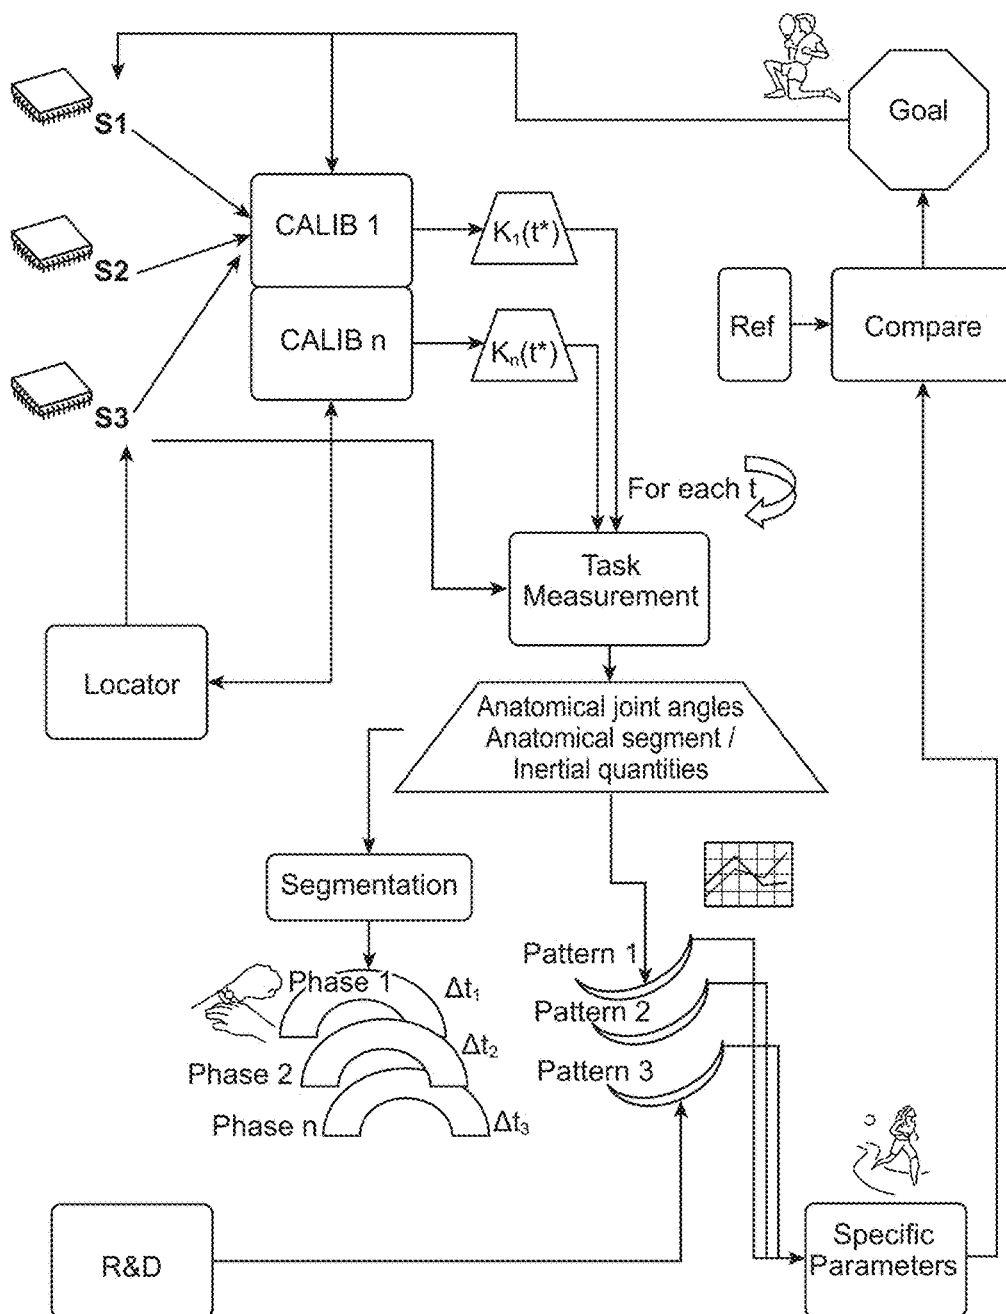 Goal
S1
CALIB 1
K₁(t*)
S2
Ref
Compare
CALIB n
Kₙ(t*)
S3
For each t
Task
Measurement
Locator
Anatomical joint angles
Anatomical segment /
Inertial quantities
Segmentation
Pattern 1
Phase 1
Δt₁
Pattern 2
Δt₂
Phase 2
Pattern 3
Phase n
Δt₃
R&D
Specific
Parameters